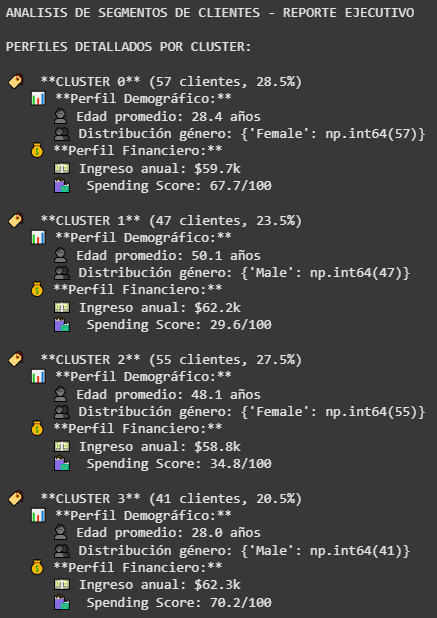 ANALISIS DE SEGMENTOS DE CLIENTES - REPORTE EJECUTIVO
PERFILES DETALLADOS POR CLUSTER:
**CLUSTER 0** (57 clientes, 28.5%)
**Perfil Demográfico:**
Edad promedio: 28.4 años
Distribución género: {'Female': np.int64(57)}
**Perfil Financiero:**
Ingreso anual: $59.7k
Spending Score: 67.7/100
**CLUSTER 1** (47 clientes, 23.5%)
**Perfil Demográfico:**
Edad promedio: 50.1 años
Distribución género: {'Male': np.int64(47)}
**Perfil Financiero:**
Ingreso anual: $62.2k
Spending Score: 29.6/100
**CLUSTER 2** (55 clientes, 27.5%)
**Perfil Demográfico:**
Edad promedio: 48.1 años
Distribución género: {'Female': np.int64(55)}
**Perfil Financiero:**
Ingreso anual: $58.8k
Spending Score: 34.8/100
**CLUSTER 3** (41 clientes, 20.5%)
**Perfil Demográfico:**
Edad promedio: 28.0 años
Distribución género: {'Male': np.int64(41)}
**Perfil Financiero:**
Ingreso anual: $62.3k
Spending Score: 70.2/100